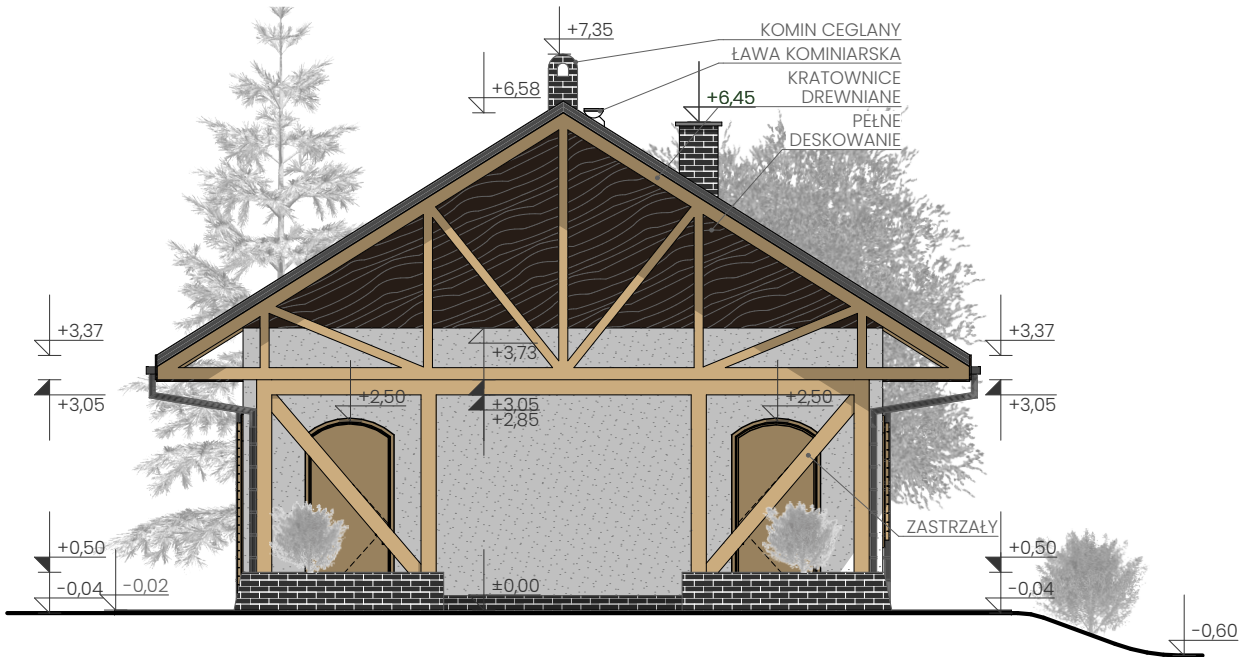 +7,35
KOMIN CEGLANY
ŁAWA KOMINIARSKA
KRATOWNICE
DREWNIANE
PEŁNE
DESKOWANIE
+6,58
+6,45
+3,37
+3,05
+3,73
+3,37
+3,05
+2,50
+3,05
+2,85
+2,50
ZASTRZAŁY
+0,50
-0,04
-0,02
±0,00
+0,50
-0,04
-0,60